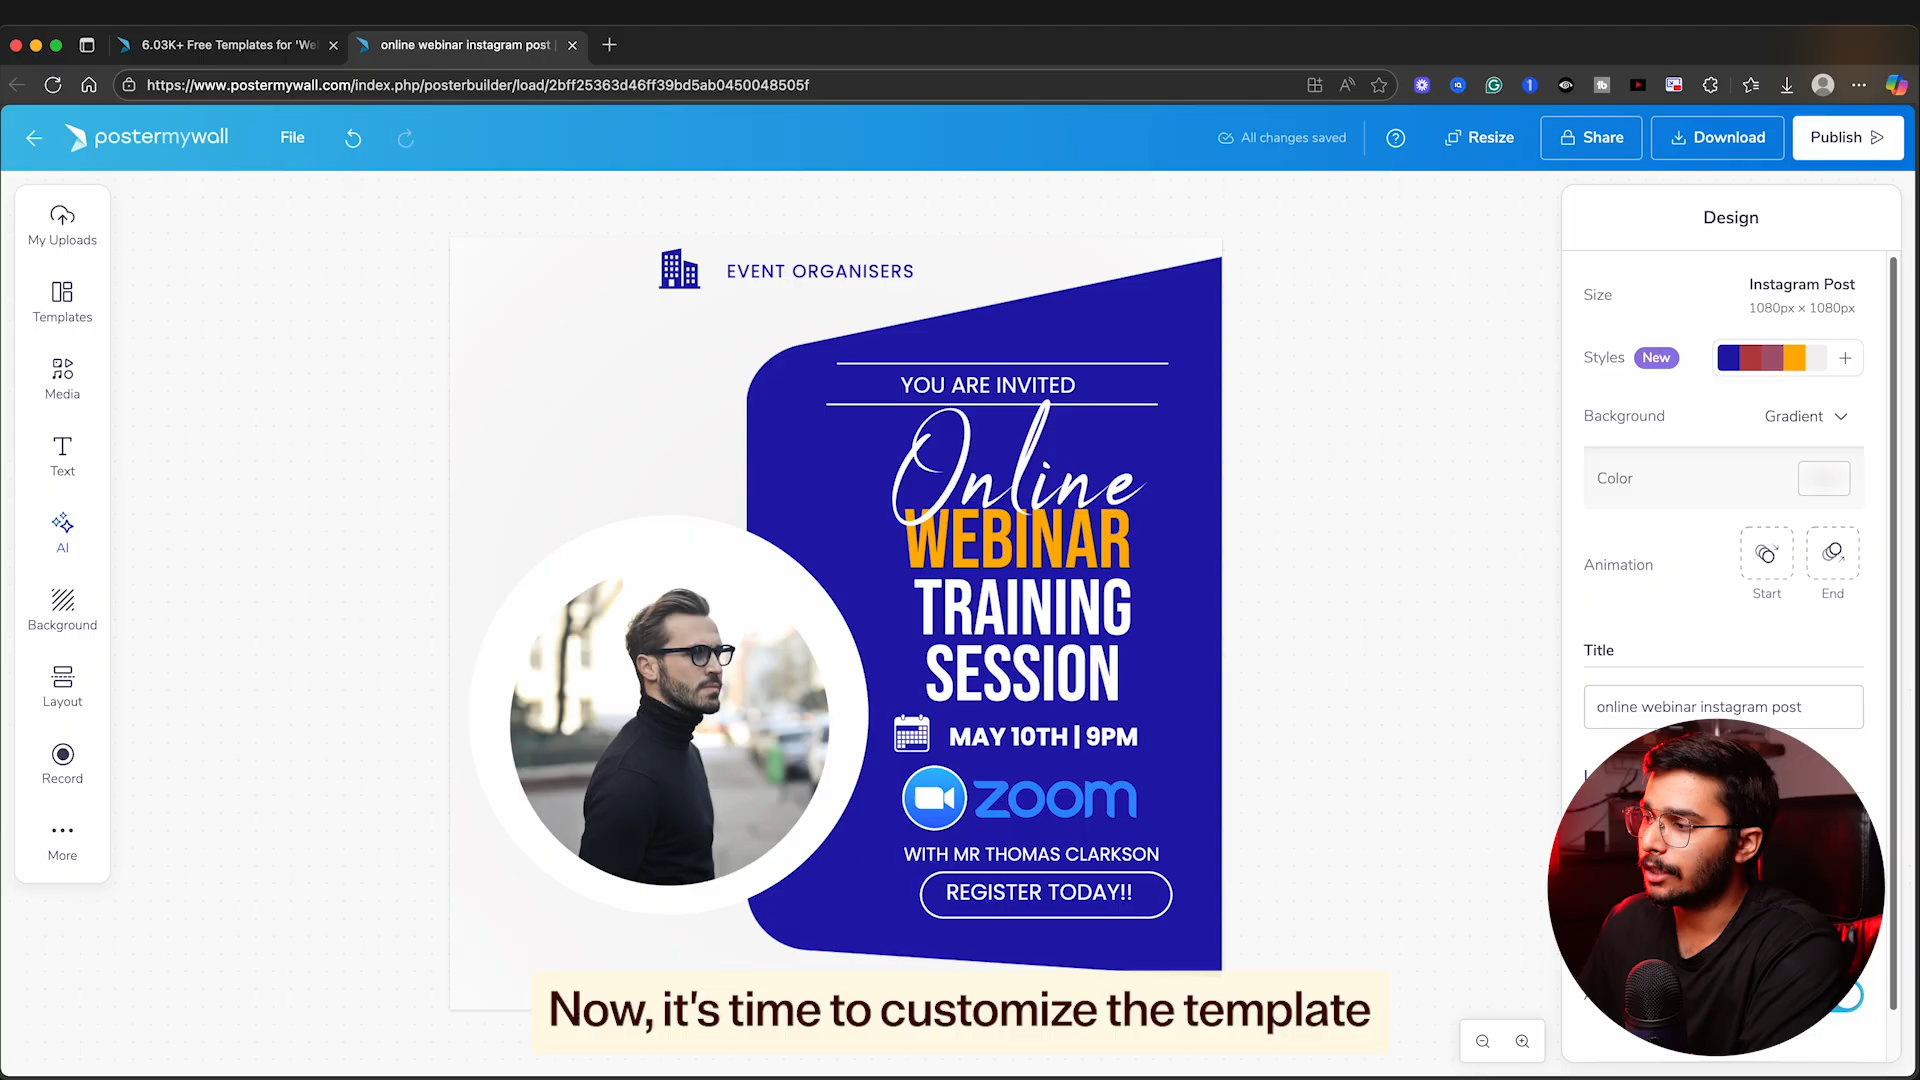 6.03K+ Free Templates for 'We
online webinar instagram post |
https://www.postermywall.com/index.php/posterbuilder/load/2bff25363d46ff39bd5ab0450048505f
postermywall
File
All changes saved
Resize
Share
Download
Publish
My Uploads
Templates
Media
Text
AI
Background
Layout
Record
More
EVENT ORGANISERS
YOU ARE INVITED
Online
WEBINAR
TRAINING
SESSION
MAY 10TH | 9PM
zoom
WITH MR THOMAS CLARKSON
REGISTER TODAY!!
Now, it's time to customize the template
Design
Size
Instagram Post
1080px × 1080px
Styles
New
Background
Gradient
Color
Animation
Start
End
Title
online webinar instagram post